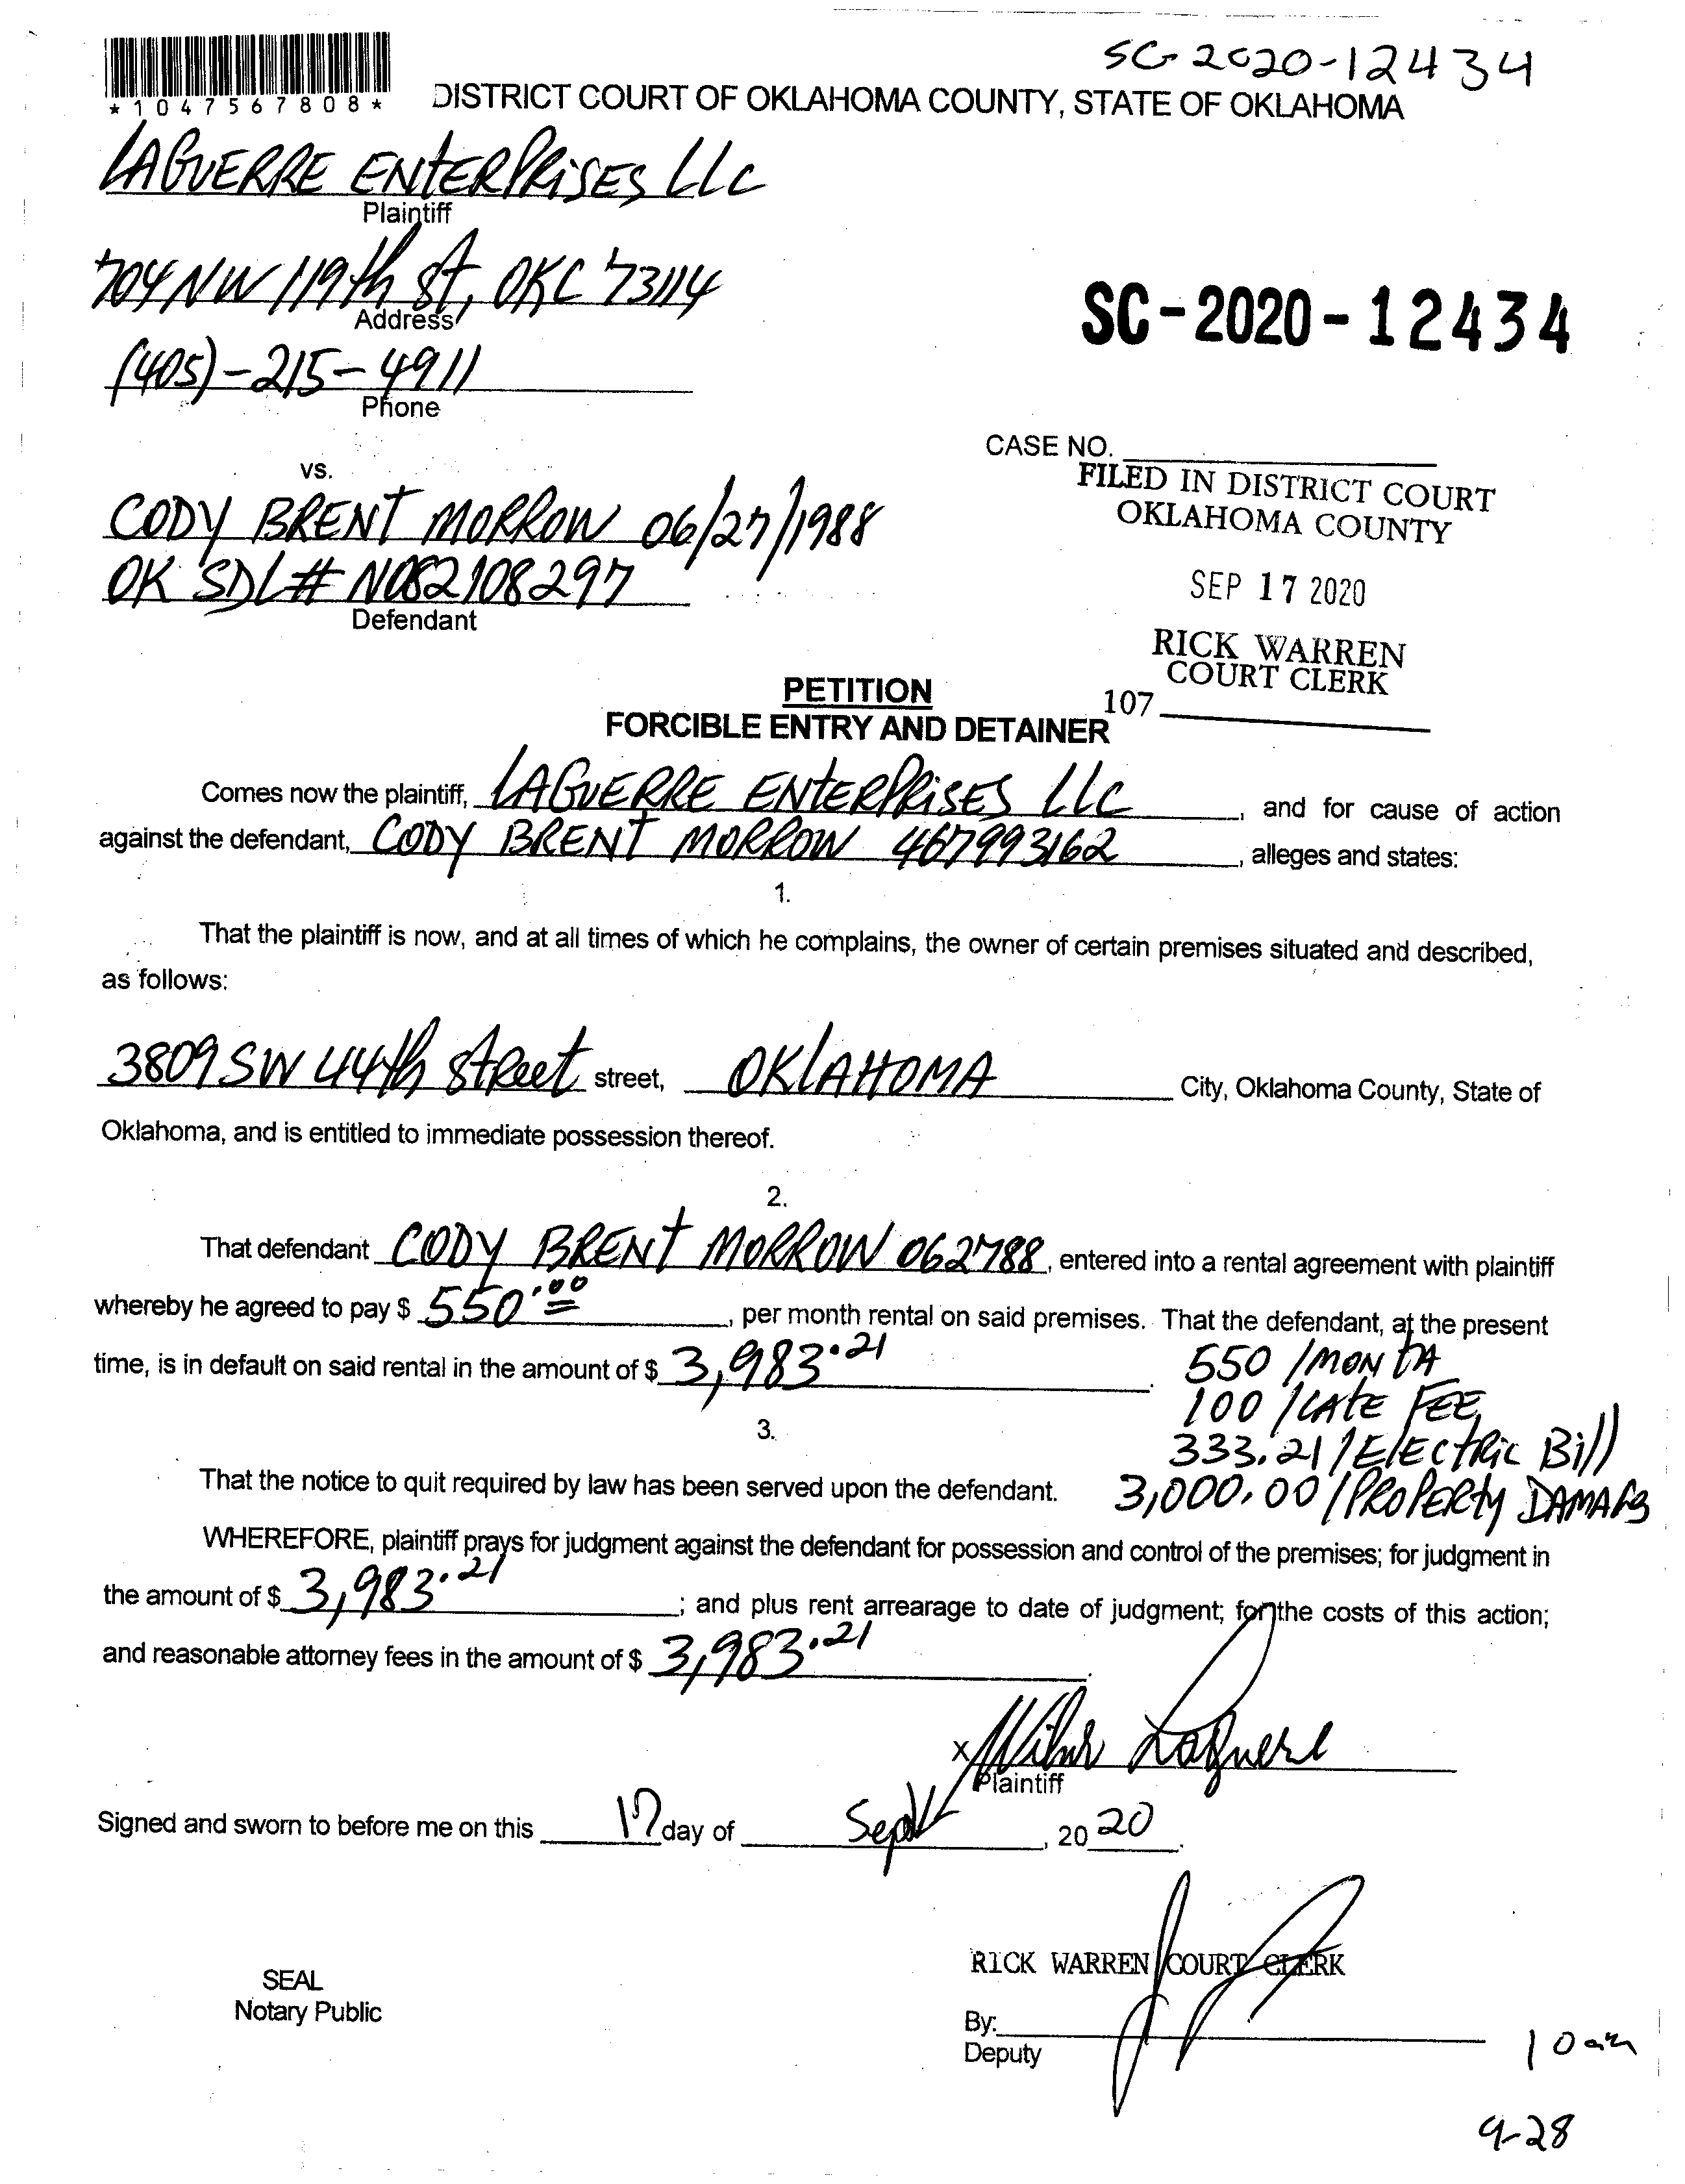 SC-2020-12434
*1047567808*
DISTRICT COURT OF OKLAHOMA COUNTY, STATE OF OKLAHOMA
LAGUERRE ENTERPRISES LLC
Plaintiff
704 NW 119th st, OKC 73114
Address
SC-2020-12434
(405)-215-4911
Phone
CASE NO.
vs.
FILED IN DISTRICT COURT
OKLAHOMA COUNTY
CODY BRENT MORROW 06/27/1988
OK SDL# N082108297
Defendant
SEP 17 2020
RICK WARREN
COURT CLERK
107
PETITION
FORCIBLE ENTRY AND DETAINER
Comes now the plaintiff, LAGUERRE ENTERPRISES LLC, and for cause of action
against the defendant, CODY BRENT MORROW 467993162, alleges and states:
1.
That the plaintiff is now, and at all times of which he complains, the owner of certain premises situated and described,
as follows:
3809 SW 44th street street, OKLAHOMA City, Oklahoma County, State of
Oklahoma, and is entitled to immediate possession thereof.
2.
That defendant CODY BRENT MORROW 062788, entered into a rental agreement with plaintiff
whereby he agreed to pay $ 550.00, per month rental on said premises. That the defendant, at the present
time, is in default on said rental in the amount of $ 3,983.21.
550 /MONTH
100 /LATE FEE
333.21 /ELECTRIC Bill
3,000.00 /PROPERTY DAMAGE
3.
That the notice to quit required by law has been served upon the defendant.
WHEREFORE, plaintiff prays for judgment against the defendant for possession and control of the premises; for judgment in
the amount of $ 3,983.21; and plus rent arrearage to date of judgment; for the costs of this action;
and reasonable attorney fees in the amount of $ 3,983.21.
x Laguerre
Plaintiff
Signed and sworn to before me on this 17 day of Sept, 2020.
RICK WARREN COURT CLERK
SEAL
Notary Public
By:
Deputy
10 am
9-28